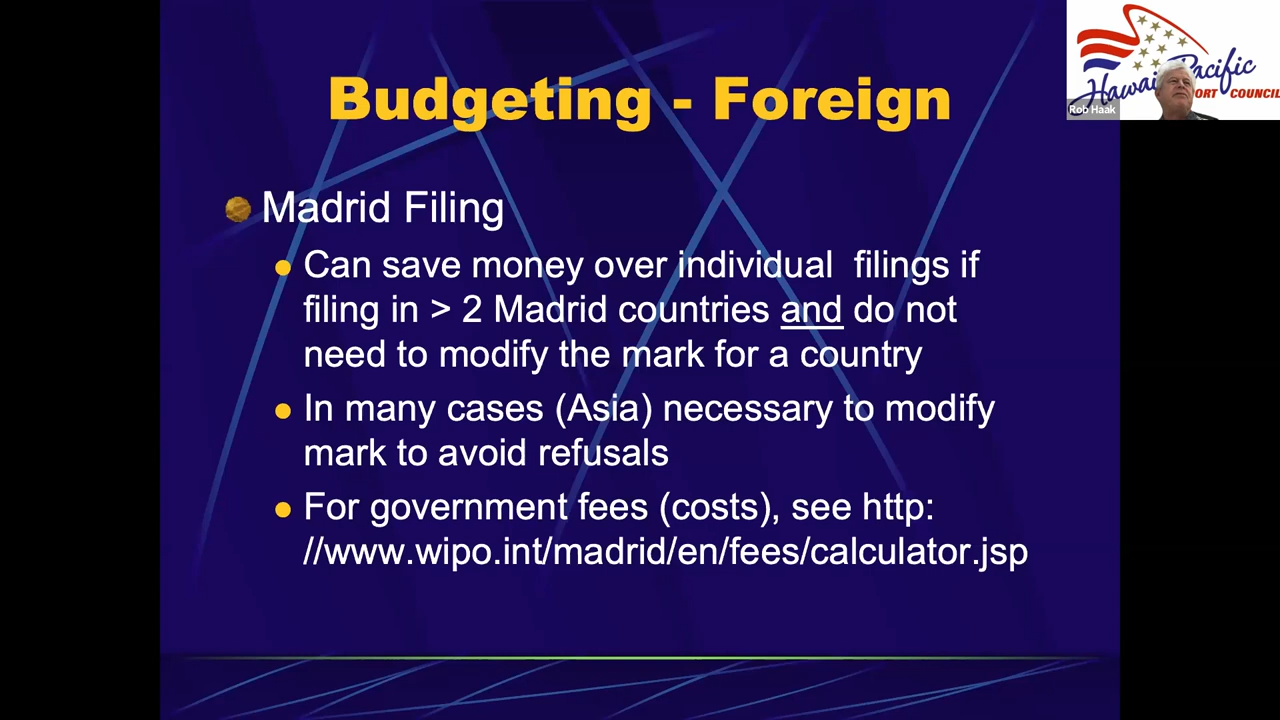 Budgeting - Foreign
Madrid Filing
Can save money over individual filings if
filing in > 2 Madrid countries and do not
need to modify the mark for a country
In many cases (Asia) necessary to modify
mark to avoid refusals
For government fees (costs), see http:
//www.wipo.int/madrid/en/fees/calculator.jsp
Hawaii Pacific
ORT COUNCIL
Rob Haak